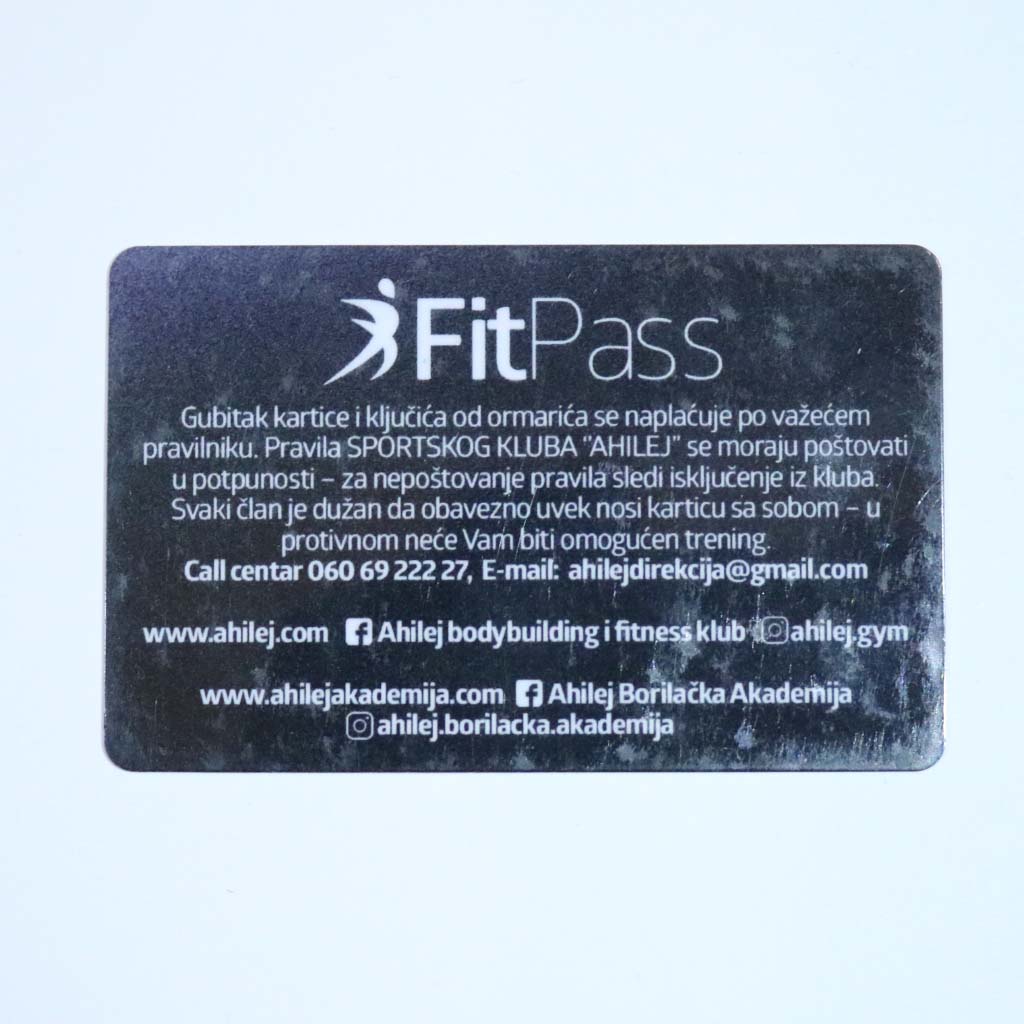 FitPass
Gubitak kartice i ključića od ormarića se naplaćuje po važećem
pravilniku. Pravila SPORTSKOG KLUBA "AHILEJ" se moraju poštovati
u potpunosti – za nepoštovanje pravila sledi isključenje iz kluba.
Svaki član je dužan da obavezno uvek nosi karticu sa sobom – u
protivnom neće Vam biti omogućen trening.
Call centar 060 69 222 27, E-mail: ahilejdirekcija@gmail.com
www.ahilej.com Ahilej bodybuilding i fitness klub ahilej.gym
www.ahilejakademija.com Ahilej Borilačka Akademija
ahilej.borilacka.akademija